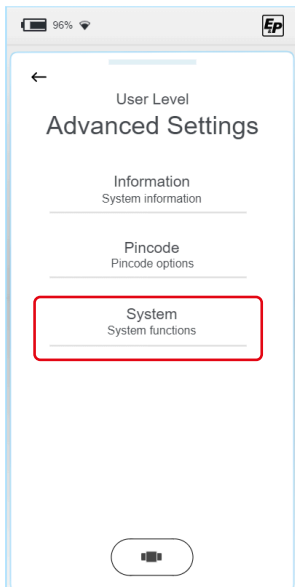 96%
EP
User Level
Advanced Settings
Information
System information
Pincode
Pincode options
System
System functions